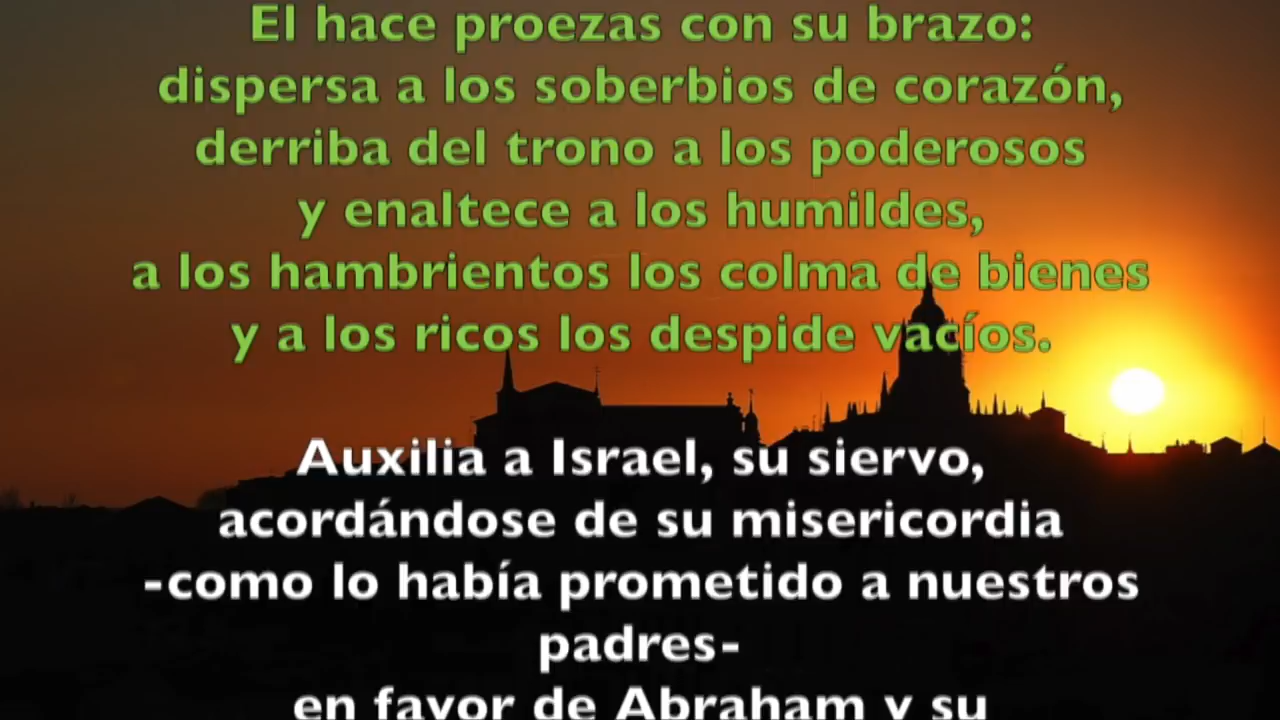 El hace proezas con su brazo:
dispersa a los soberbios de corazón,
derriba del trono a los poderosos
y enaltece a los humildes,
a los hambrientos los colma de bienes
y a los ricos los despide vacíos.
Auxilia a Israel, su siervo,
acordándose de su misericordia
-como lo había prometido a nuestros
padres-
en favor de Abraham y su